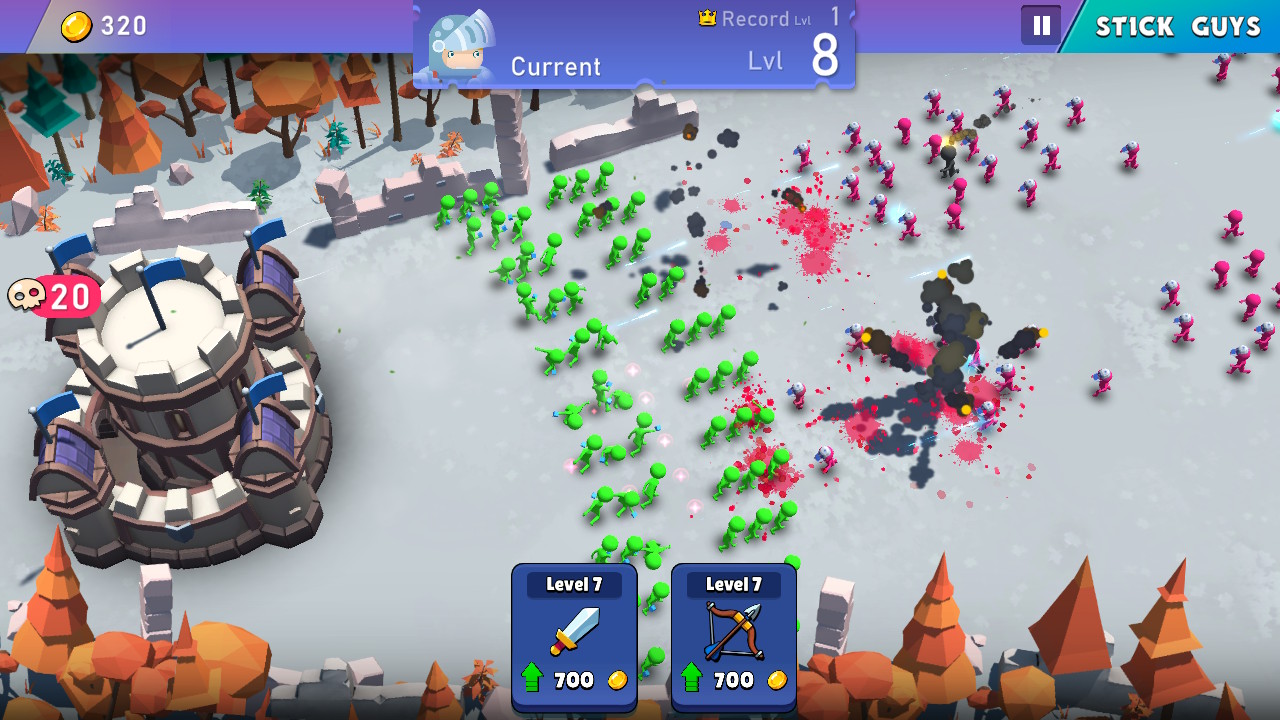 320
Record Lvl 1
STICK GUYS
Current
Lvl 8
20
Level 7
700
Level 7
700